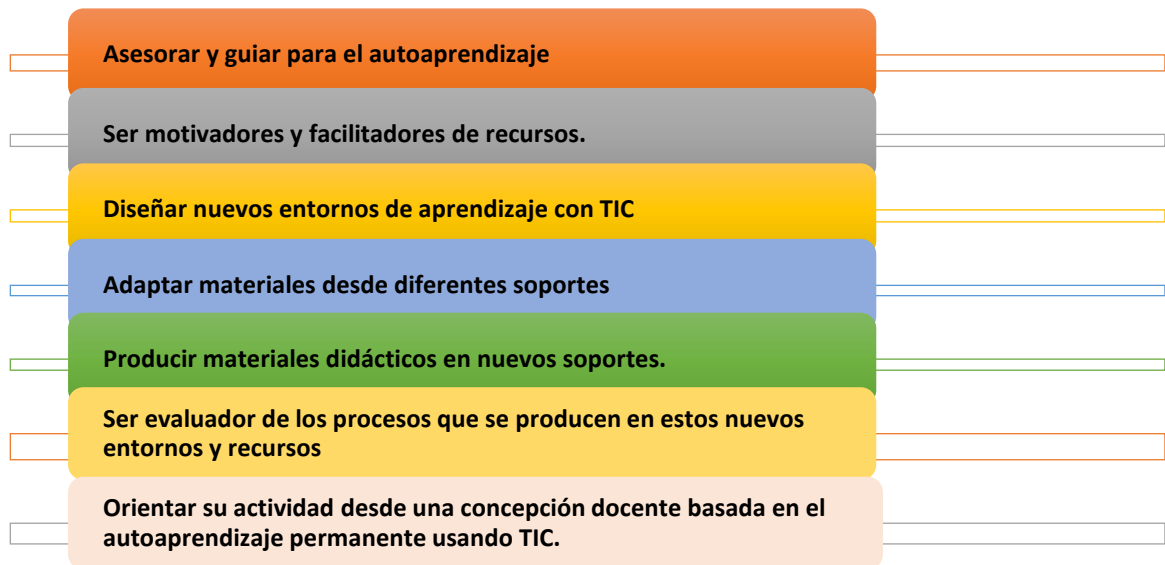 Asesorar y guiar para el autoaprendizaje
Ser motivadores y facilitadores de recursos.
Diseñar nuevos entornos de aprendizaje con TIC
Adaptar materiales desde diferentes soportes
Producir materiales didácticos en nuevos soportes.
Ser evaluador de los procesos que se producen en estos nuevos
entornos y recursos
Orientar su actividad desde una concepción docente basada en el
autoaprendizaje permanente usando TIC.